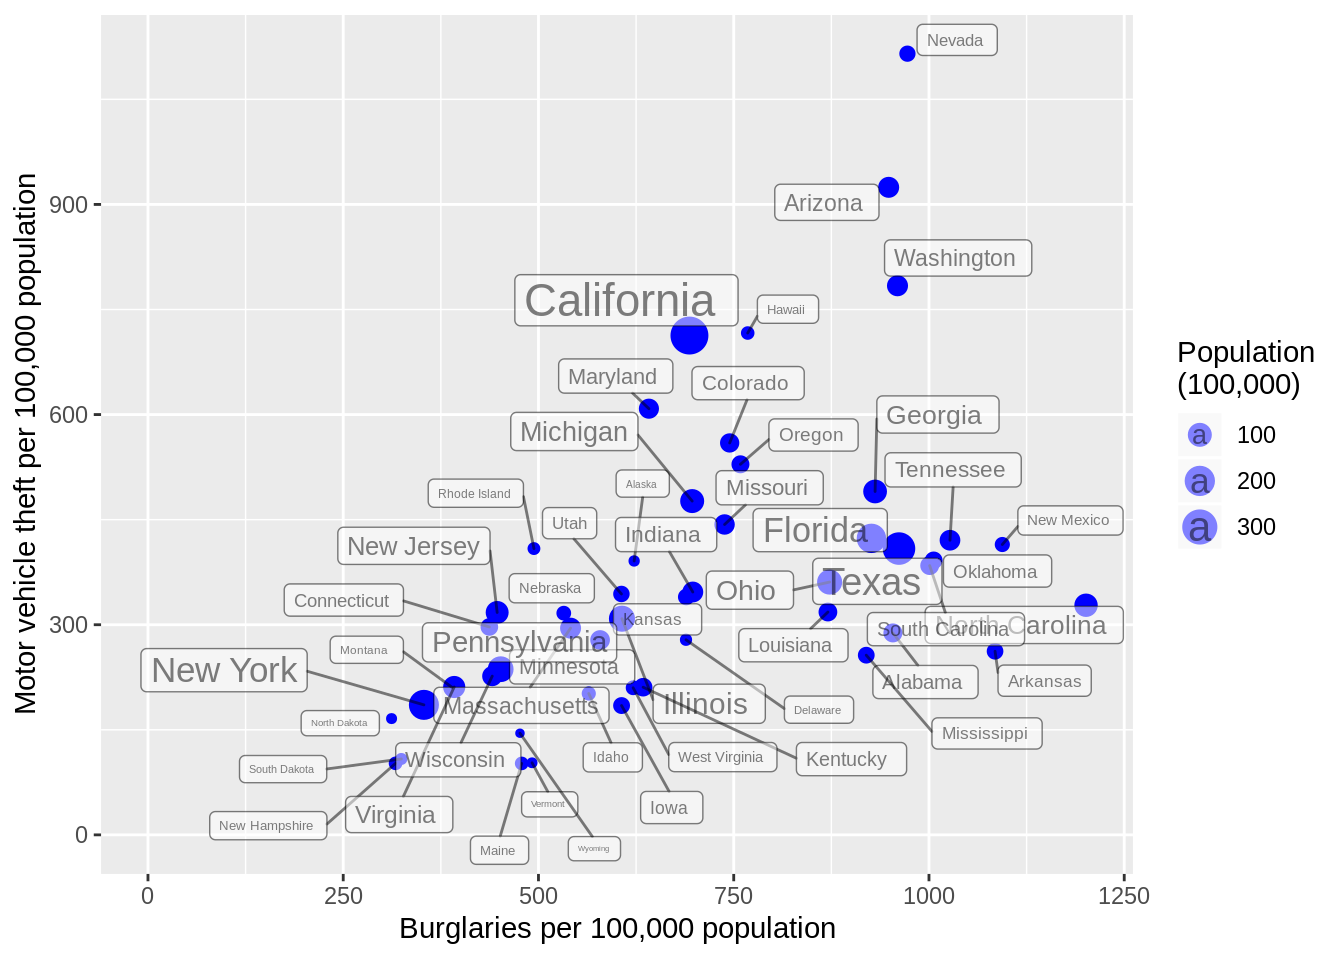 Nevada
Arizona
Washington
California
Hawaii
Maryland
Colorado
Georgia
Michigan
Oregon
Tennessee
Alaska
Missouri
Rhode Island
Utah
Indiana
Florida
New Mexico
New Jersey
Nebraska
Ohio
Texas
Oklahoma
Connecticut
Kansas
North Carolina
South Carolina
Pennsylvania
Louisiana
Montana
Minnesota
New York
Alabama
Arkansas
Massachusetts
Illinois
Delaware
North Dakota
Mississippi
Wisconsin
Idaho
West Virginia
Kentucky
South Dakota
Vermont
Iowa
Virginia
New Hampshire
Maine
Wyoming
900
600
300
0
0
250
500
750
1000
1250
Burglaries per 100,000 population
Motor vehicle theft per 100,000 population
Population
(100,000)
a 100
a 200
a 300